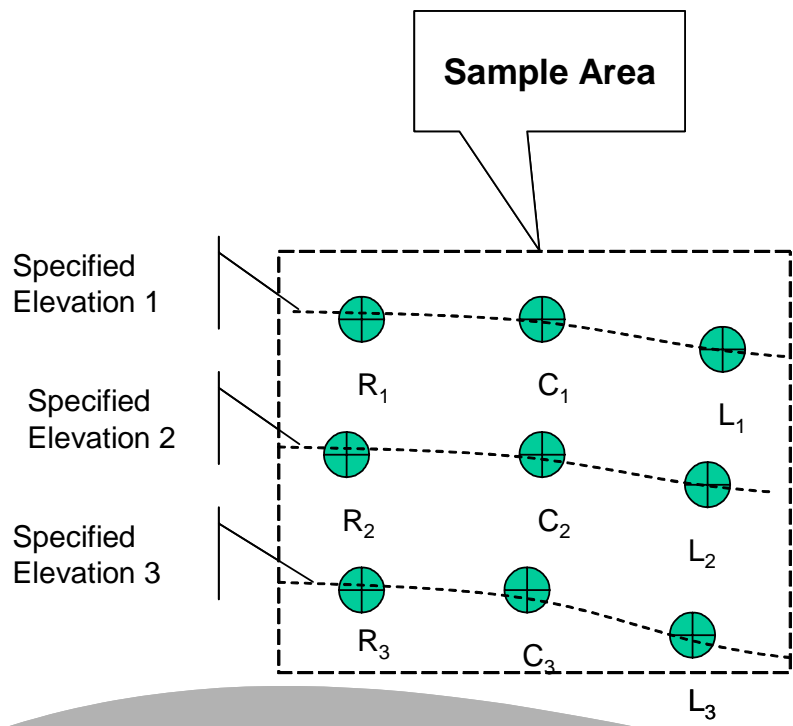 Sample Area
Specified
Elevation 1
R₁ C₁ L₁
Specified
Elevation 2
R₂ C₂ L₂
Specified
Elevation 3
R₃ C₃ L₃